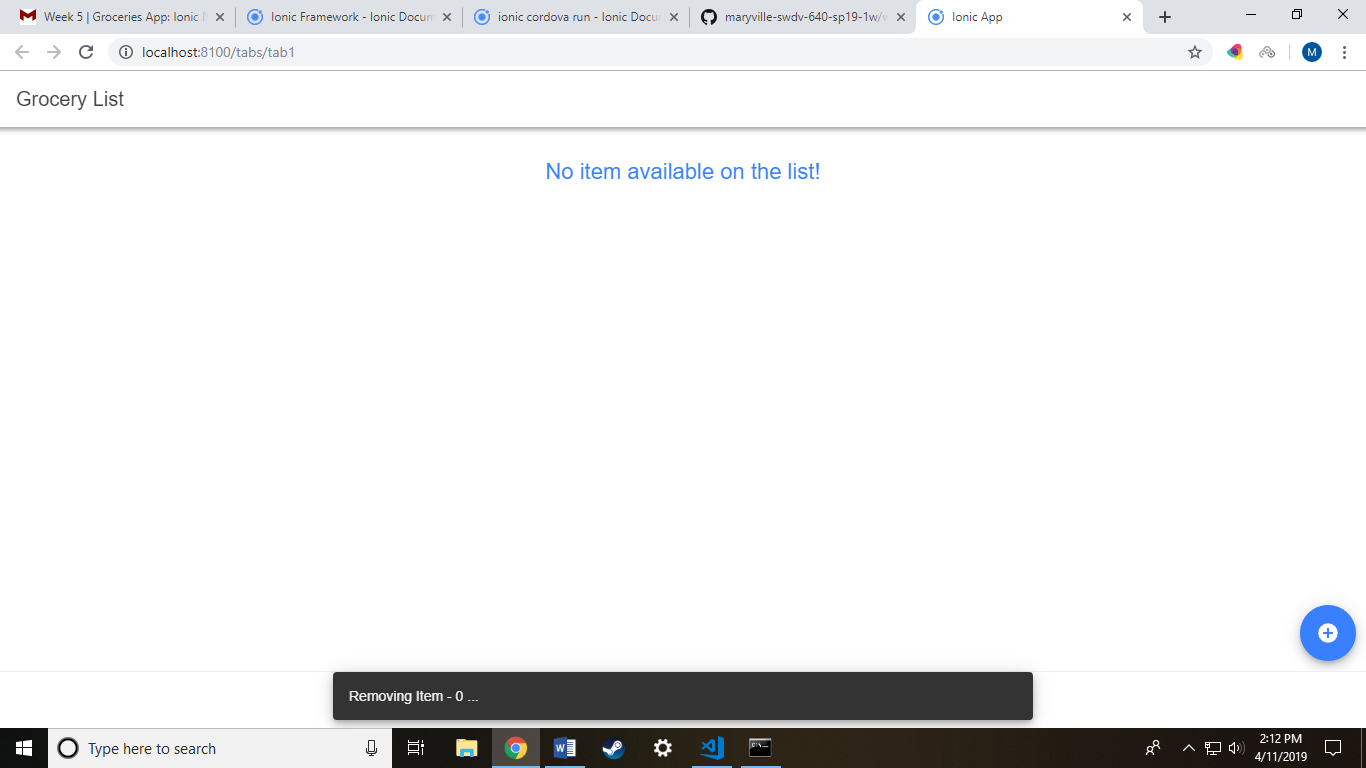 Week 5 | Groceries App: Ionic
Ionic Framework - Ionic Docum
ionic cordova run - Ionic Docu
maryville-swdv-640-sp19-1w/w
Ionic App
localhost:8100/tabs/tab1
M
Grocery List
No item available on the list!
Removing Item - 0 ...
Type here to search
2:12 PM
4/11/2019